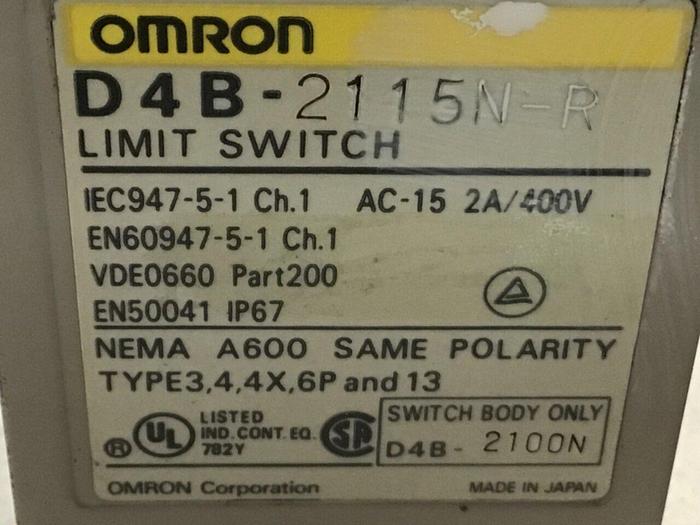 OMRON
D4B-2115N-R
LIMIT SWITCH
IEC947-5-1 Ch.1 AC-15 2A/400V
EN60947-5-1 Ch.1
VDE0660 Part200
EN50041 IP67
NEMA A600 SAME POLARITY
TYPE3,4,4X,6P and 13
R UL LISTED
IND.CONT.EQ.
782Y
SA
SWITCH BODY ONLY
D4B-2100N
OMRON Corporation MADE IN JAPAN